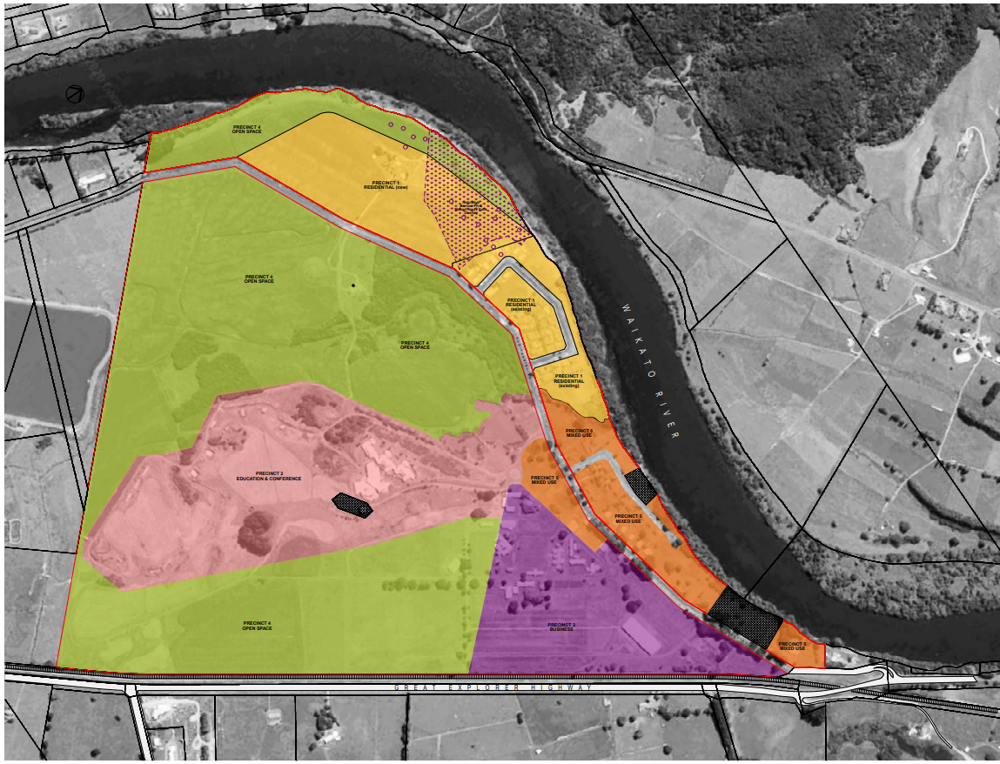 PRECINCT 4
OPEN SPACE
PRECINCT 1
RESIDENTIAL (new)
PRECINCT 4
OPEN SPACE
PRECINCT 1
RESIDENTIAL
(existing)
PRECINCT 4
OPEN SPACE
PRECINCT 1
RESIDENTIAL
(existing)
WAIKATO RIVER
PRECINCT 5
MIXED USE
PRECINCT 2
EDUCATION & CONFERENCE
PRECINCT 5
MIXED USE
PRECINCT 5
MIXED USE
PRECINCT 4
OPEN SPACE
PRECINCT 3
BUSINESS
PRECINCT 5
MIXED USE
GREAT EXPLORER HIGHWAY